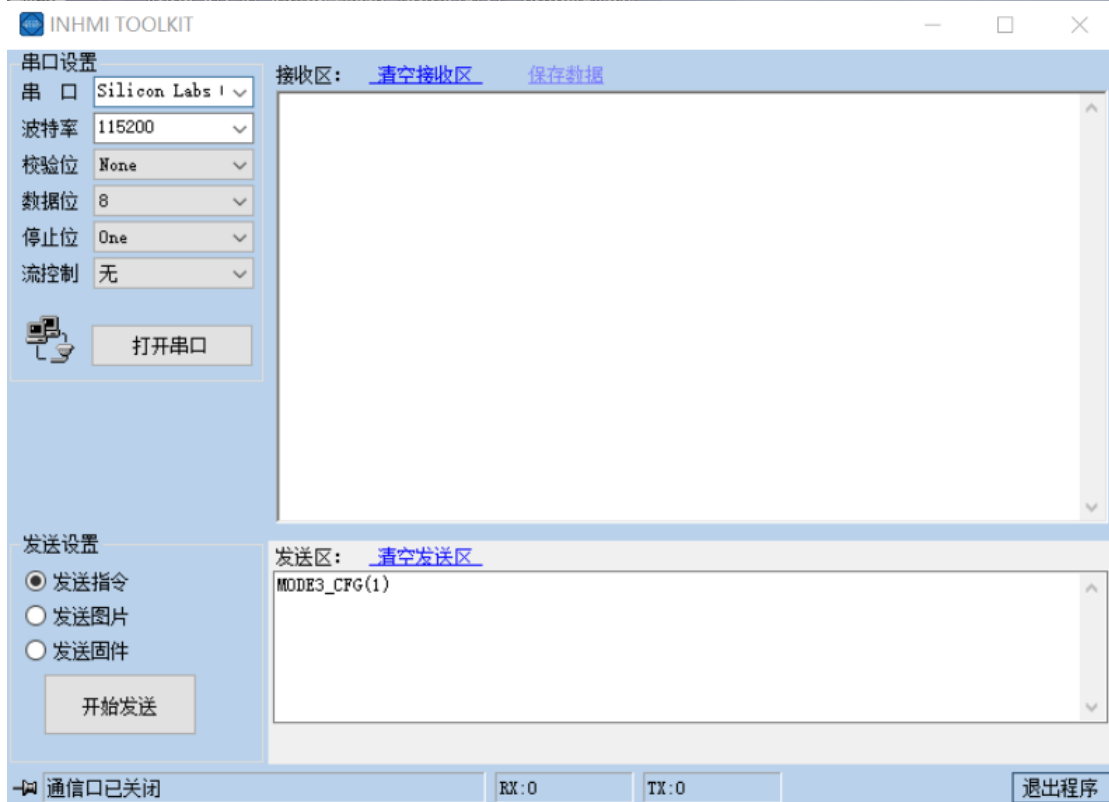 INHMI TOOLKIT
串口设置
串 口 Silicon Labs
波特率 115200
校验位 None
数据位 8
停止位 One
流控制 无
打开串口
接收区： 清空接收区 保存数据
发送设置
发送指令
发送图片
发送固件
开始发送
发送区： 清空发送区
MODE3_CFG(1)
通信口已关闭 RX:0 TX:0 退出程序